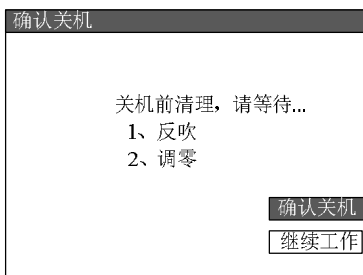 确认关机
关机前清理，请等待...
1、反吹
2、调零
确认关机
继续工作